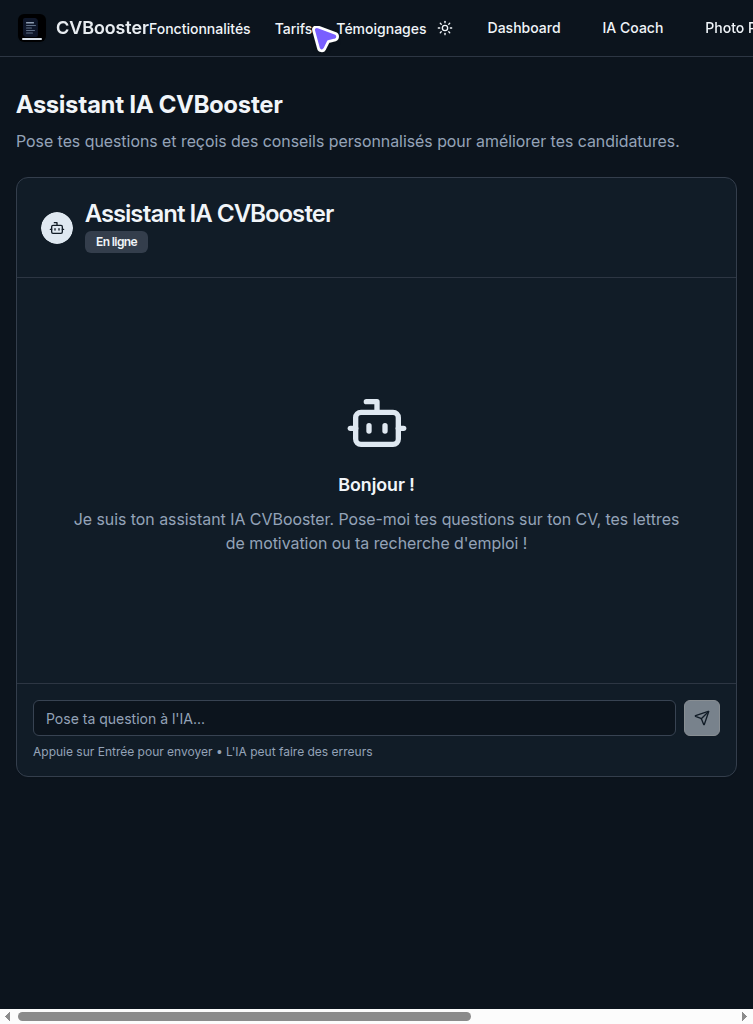 CVBooster Fonctionnalités Tarifs Témoignages Dashboard IA Coach Photo
Assistant IA CVBooster
Pose tes questions et reçois des conseils personnalisés pour améliorer tes candidatures.
Assistant IA CVBooster
En ligne
Bonjour !
Je suis ton assistant IA CVBooster. Pose-moi tes questions sur ton CV, tes lettres
de motivation ou ta recherche d'emploi !
Pose ta question à l'IA...
Appuie sur Entrée pour envoyer • L'IA peut faire des erreurs